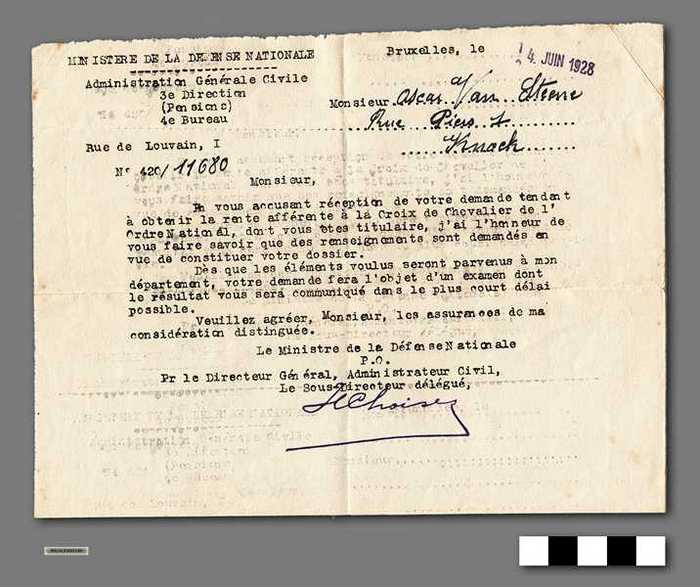 MINISTERE DE LA DEFENSE NATIONALE
Bruxelles, le 14 JUIN 1928
Administration Générale Civile
3e Direction
(Pensions)
4e Bureau
Monsieur Oscar Van Steene
Rue Piers
Knock
Rue de Louvain, I
N° 420/11680
Monsieur,
En vous accusant réception de votre demande tendant
à obtenir la rente afférente à la Croix de Chevalier de l'
OrdreNational, dont vous êtes titulaire, j'ai l'honneur de
vous faire savoir que des renseignements sont demandés en
vue de constituer votre dossier.
Dès que les éléments voulus seront parvenus à mon
département, votre demande fera l'objet d'un examen dont
le résultat vous sera communiqué dans le plus court délai
possible.
Veuillez agréer, Monsieur, les assurances de ma
considération distinguée.
Le Ministre de la DéfenseNationale
P.O.
Pr le Directeur Général, Administrateur Civil,
Le Sous-Directeur délégué,